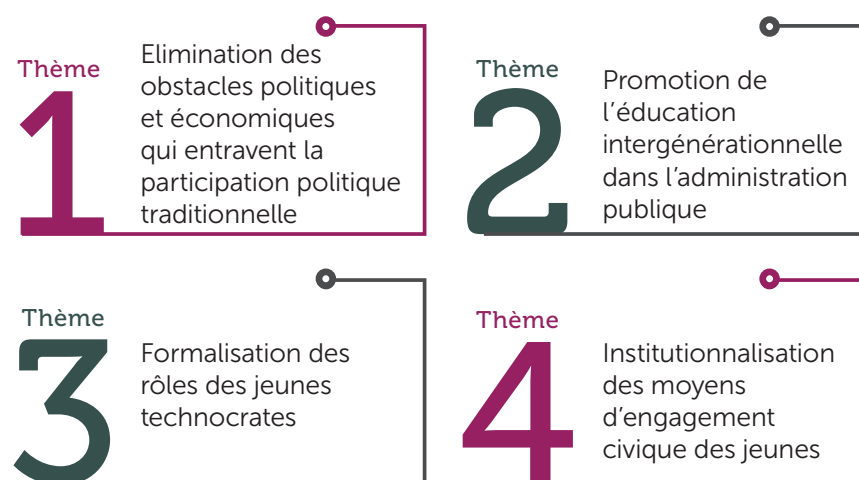 Thème
1
Elimination des
obstacles politiques
et économiques
qui entravent la
participation politique
traditionnelle
Thème
2
Promotion de
l’éducation
intergénérationnelle
dans l’administration
publique
Thème
3
Formalisation des
rôles des jeunes
technocrates
Thème
4
Institutionnalisation
des moyens
d’engagement
civique des jeunes